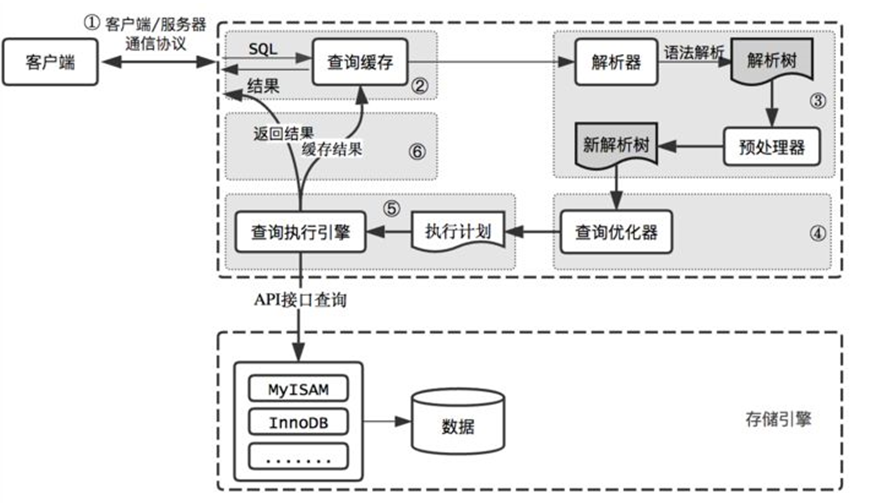 ① 客户端/服务器
通信协议
客户端
SQL
查询缓存
结果
②
解析器
语法解析
解析树
③
预处理器
新解析树
返回结果
缓存结果
⑥
查询执行引擎
⑤
执行计划
查询优化器
④
API接口查询
MyISAM
InnoDB
.......
数据
存储引擎